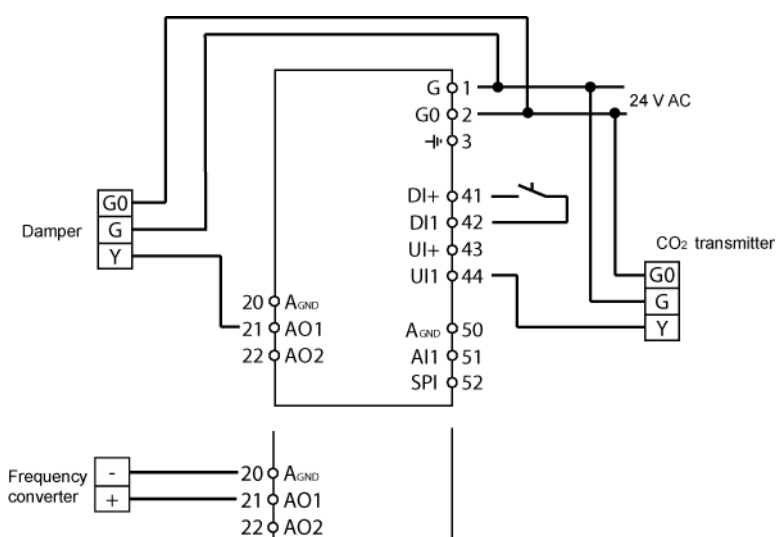 G 1
G0 2
24 V AC
3
DI+ 41
DI1 42
UI+ 43
UI1 44
Damper
G0
G
Y
CO2 transmitter
G0
G
Y
20 AGND
21 AO1
22 AO2
AGND 50
AI1 51
SPI 52
Frequency
converter
-
+
20 AGND
21 AO1
22 AO2